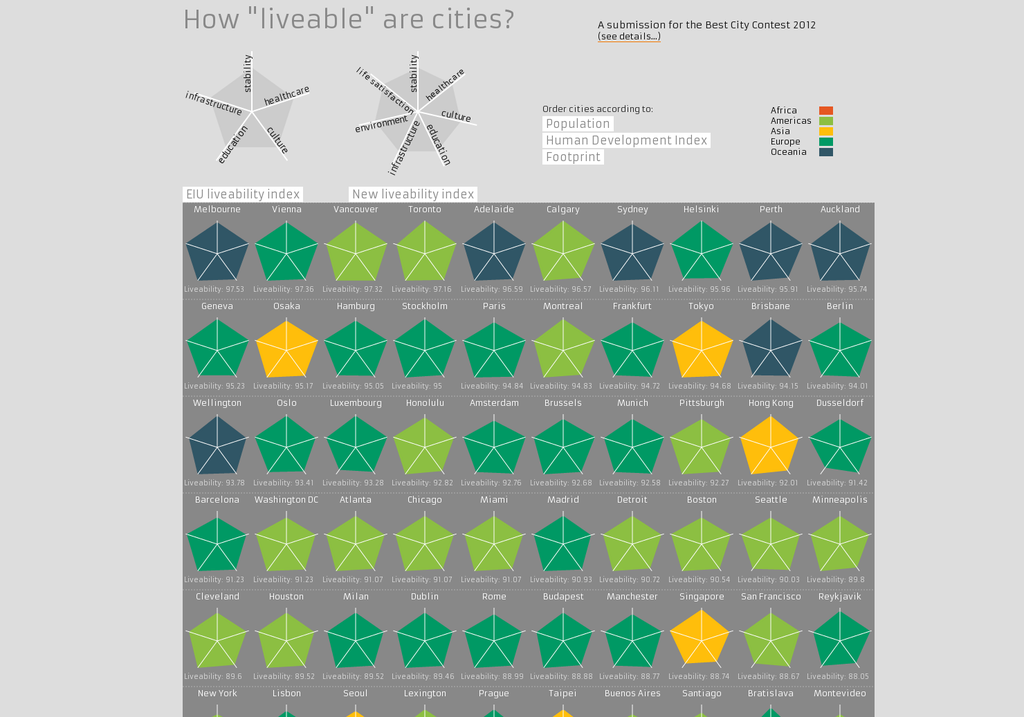 How "liveable" are cities?
A submission for the Best City Contest 2012
(see details...)
stability
healthcare
culture
education
infrastructure
stability
healthcare
culture
education
infrastructure
environment
life satisfaction
Order cities according to:
Population
Human Development Index
Footprint
Africa
Americas
Asia
Europe
Oceania
EIU liveability index
New liveability index
Melbourne Vienna Vancouver Toronto Adelaide Calgary Sydney Helsinki Perth Auckland
Liveability: 97.53 Liveability: 97.36 Liveability: 97.32 Liveability: 97.16 Liveability: 96.59 Liveability: 96.57 Liveability: 96.11 Liveability: 95.96 Liveability: 95.91 Liveability: 95.74
Geneva Osaka Hamburg Stockholm Paris Montreal Frankfurt Tokyo Brisbane Berlin
Liveability: 95.23 Liveability: 95.17 Liveability: 95.05 Liveability: 95 Liveability: 94.84 Liveability: 94.83 Liveability: 94.72 Liveability: 94.68 Liveability: 94.15 Liveability: 94.01
Wellington Oslo Luxembourg Honolulu Amsterdam Brussels Munich Pittsburgh Hong Kong Dusseldorf
Liveability: 93.78 Liveability: 93.41 Liveability: 93.28 Liveability: 92.82 Liveability: 92.76 Liveability: 92.68 Liveability: 92.58 Liveability: 92.27 Liveability: 92.01 Liveability: 91.42
Barcelona Washington DC Atlanta Chicago Miami Madrid Detroit Boston Seattle Minneapolis
Liveability: 91.23 Liveability: 91.23 Liveability: 91.07 Liveability: 91.07 Liveability: 91.07 Liveability: 90.93 Liveability: 90.72 Liveability: 90.54 Liveability: 90.03 Liveability: 89.8
Cleveland Houston Milan Dublin Rome Budapest Manchester Singapore San Francisco Reykjavik
Liveability: 89.6 Liveability: 89.52 Liveability: 89.52 Liveability: 89.46 Liveability: 88.99 Liveability: 88.88 Liveability: 88.77 Liveability: 88.74 Liveability: 88.67 Liveability: 88.05
New York Lisbon Seoul Lexington Prague Taipei Buenos Aires Santiago Bratislava Montevideo